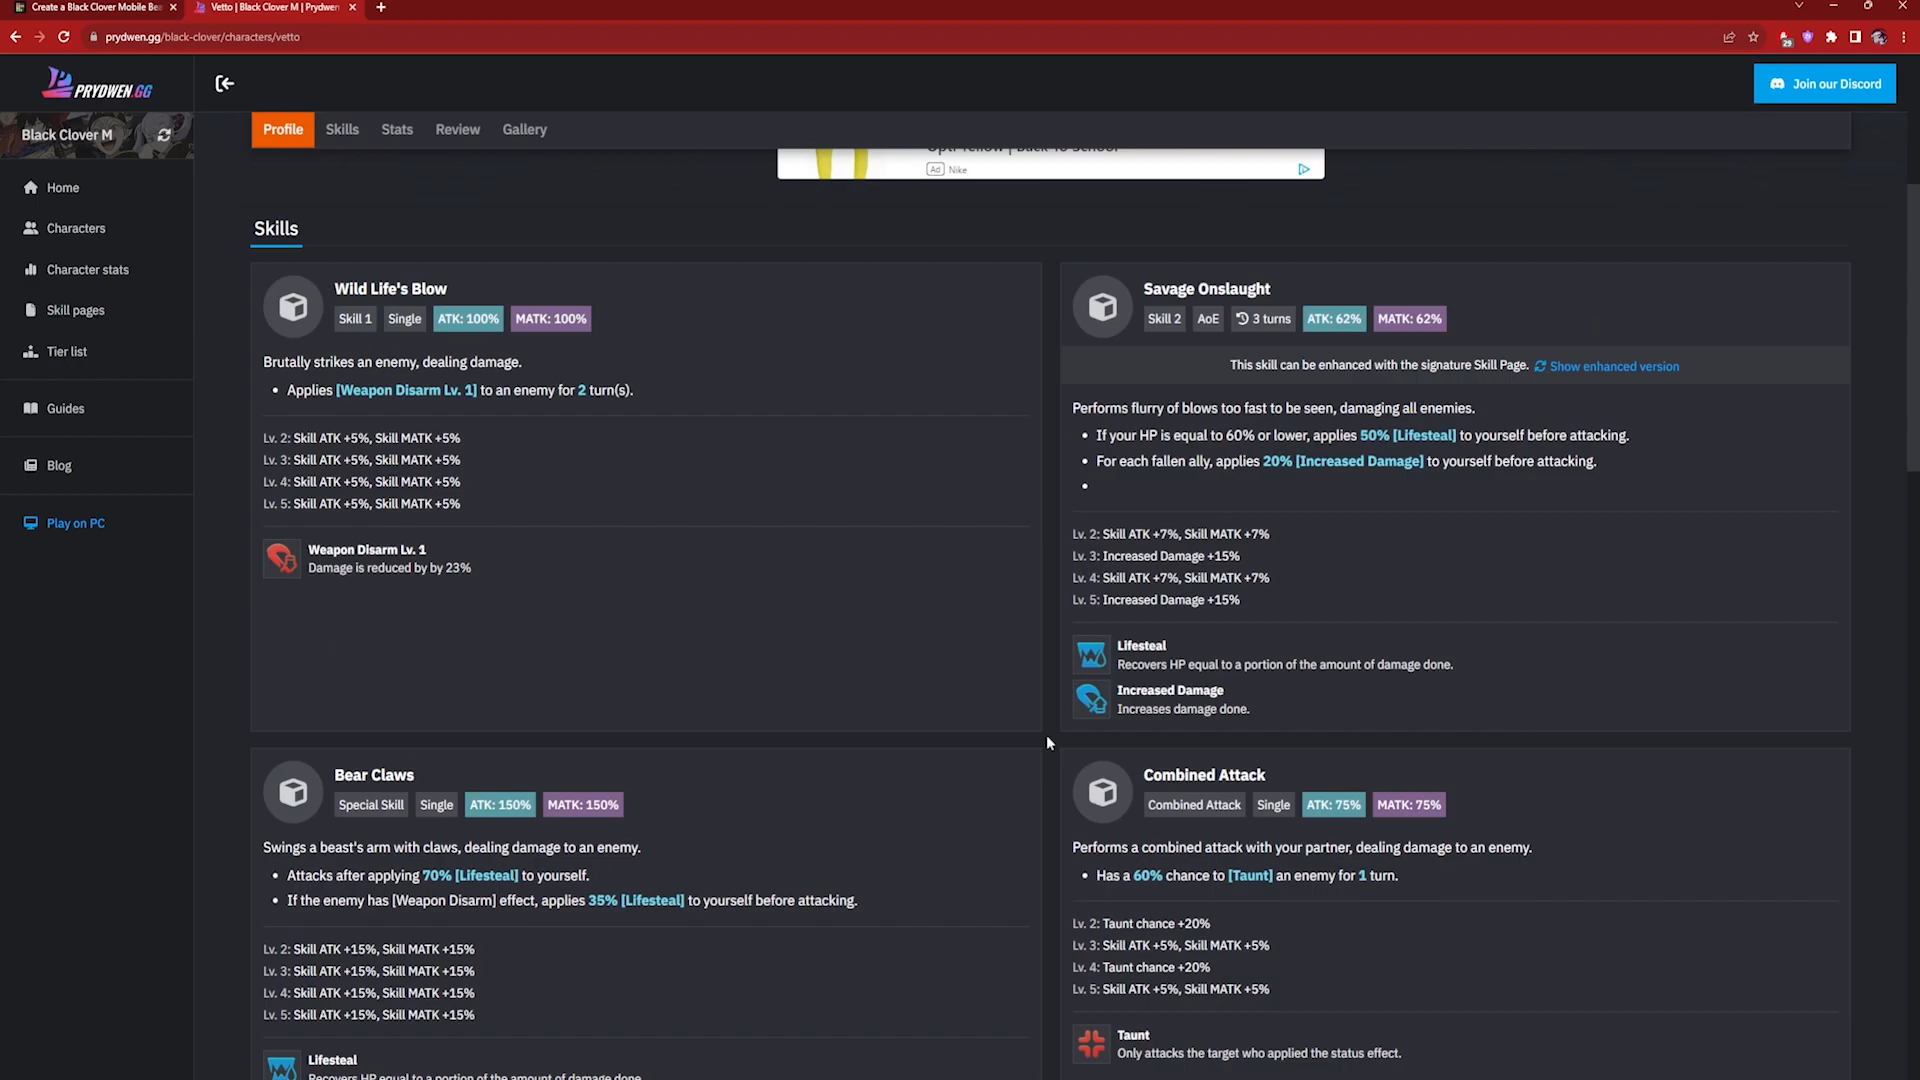 Create a Black Clover Mobile Be
Vetto | Black Clover M | Prydwen
prydwen.gg/black-clover/characters/vetto
29
PRYDWEN.GG
Join our Discord
Black Clover M
Profile
Skills
Stats
Review
Gallery
Ad
Nike
Home
Characters
Character stats
Skill pages
Tier list
Guides
Blog
Play on PC
Skills
Wild Life's Blow
Skill 1
Single
ATK: 100%
MATK: 100%
Brutally strikes an enemy, dealing damage.
• Applies [Weapon Disarm Lv. 1] to an enemy for 2 turn(s).
Lv. 2: Skill ATK +5%, Skill MATK +5%
Lv. 3: Skill ATK +5%, Skill MATK +5%
Lv. 4: Skill ATK +5%, Skill MATK +5%
Lv. 5: Skill ATK +5%, Skill MATK +5%
Weapon Disarm Lv. 1
Damage is reduced by by 23%
Savage Onslaught
Skill 2
AoE
3 turns
ATK: 62%
MATK: 62%
This skill can be enhanced with the signature Skill Page. Show enhanced version
Performs flurry of blows too fast to be seen, damaging all enemies.
• If your HP is equal to 60% or lower, applies 50% [Lifesteal] to yourself before attacking.
• For each fallen ally, applies 20% [Increased Damage] to yourself before attacking.
•
Lv. 2: Skill ATK +7%, Skill MATK +7%
Lv. 3: Increased Damage +15%
Lv. 4: Skill ATK +7%, Skill MATK +7%
Lv. 5: Increased Damage +15%
Lifesteal
Recovers HP equal to a portion of the amount of damage done.
Increased Damage
Increases damage done.
Bear Claws
Special Skill
Single
ATK: 150%
MATK: 150%
Swings a beast's arm with claws, dealing damage to an enemy.
• Attacks after applying 70% [Lifesteal] to yourself.
• If the enemy has [Weapon Disarm] effect, applies 35% [Lifesteal] to yourself before attacking.
Lv. 2: Skill ATK +15%, Skill MATK +15%
Lv. 3: Skill ATK +15%, Skill MATK +15%
Lv. 4: Skill ATK +15%, Skill MATK +15%
Lv. 5: Skill ATK +15%, Skill MATK +15%
Lifesteal
Recovers HP equal to a portion of the amount of damage done.
Combined Attack
Combined Attack
Single
ATK: 75%
MATK: 75%
Performs a combined attack with your partner, dealing damage to an enemy.
• Has a 60% chance to [Taunt] an enemy for 1 turn.
Lv. 2: Taunt chance +20%
Lv. 3: Skill ATK +5%, Skill MATK +5%
Lv. 4: Taunt chance +20%
Lv. 5: Skill ATK +5%, Skill MATK +5%
Taunt
Only attacks the target who applied the status effect.